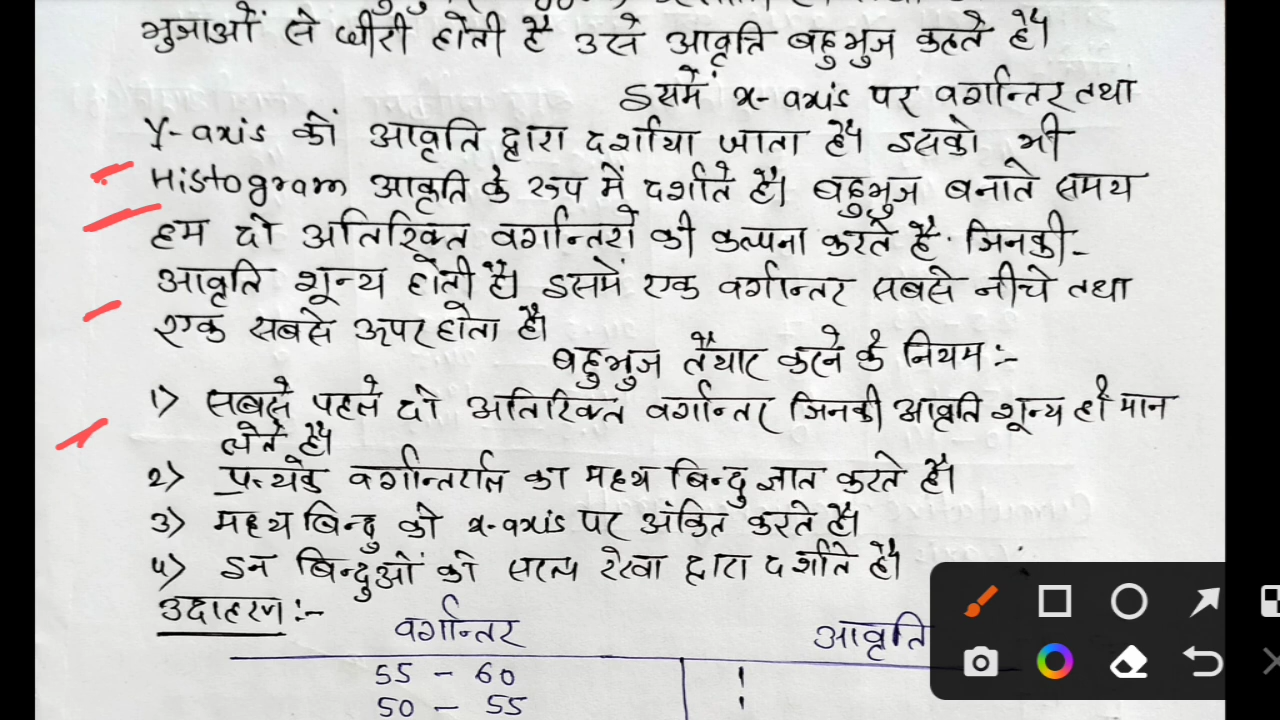 भुजाओं से घीरी होती है उसे आवृति बहुभुज कहते हैं।
इसमें x-axis पर वर्गान्तर तथा
Y-axis को आवृति द्वारा दर्शाया जाता है। इसको भी
Histogram आकृति के रूप में दर्शाते है। बहुभुज बनाते समय
हम दो अतिरिक्त वर्गान्तरो की कल्पना करते है. जिनकी-
आवृति शून्य होती है। इसमें एक वर्गान्तर सबसे नीचे तथा
एक सबसे ऊपर होता है।
बहुभुज तैयार करने के नियम :-
1> सबसे पहले दो अतिरिक्त वर्गान्तर जिनकी आवृति शून्य हो मान
लेते है।
2> प्रत्येक वर्गान्तराल का मध्य बिन्दु ज्ञात करते है।
3> मध्य बिन्दु को x-axis पर अंकित करते है।
4> इन बिन्दुओं को सरल रेखा द्वारा दर्शाते है।
उदाहरण :-
वर्गान्तर आवृति
55 - 60 1
50 - 55 1